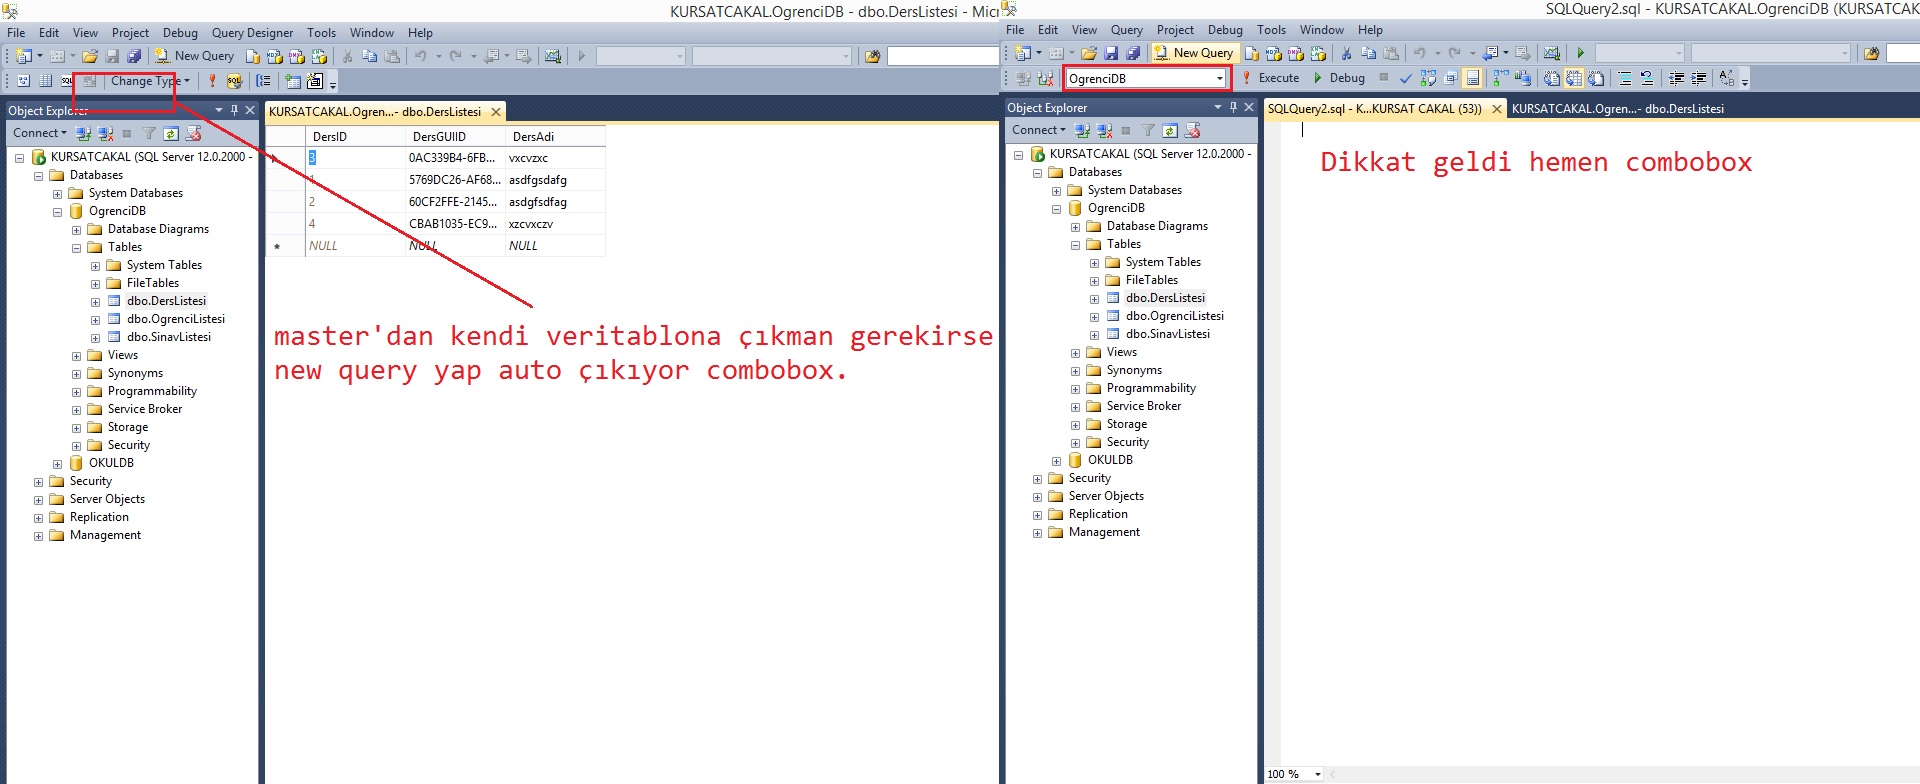 KURSATCAKAL.OgrenciDB - dbo.DersListesi - Micr
File Edit View Project Debug Query Designer Tools Window Help
New Query
Change Type
Object Explorer
Connect
KURSATCAKAL (SQL Server 12.0.2000 -
Databases
System Databases
OgrenciDB
Database Diagrams
Tables
System Tables
FileTables
dbo.DersListesi
dbo.OgrenciListesi
dbo.SinavListesi
Views
Synonyms
Programmability
Service Broker
Storage
Security
OKULDB
Security
Server Objects
Replication
Management
KURSATCAKAL.Ogren...- dbo.DersListesi
DersID DersGUIID DersAdi
3 0AC339B4-6FB... vxcvzxc
1 5769DC26-AF68... asdfgsdafg
2 60CF2FFE-2145... asdgfsdfag
4 CBAB1035-EC9... xzcvxczv
NULL NULL NULL
master'dan kendi veritablona çıkman gerekirse
new query yap auto çıkıyor combobox.
SQLQuery2.sql - KURSATCAKAL.OgrenciDB (KURSATCAK
File Edit View Query Project Debug Tools Window Help
New Query
OgrenciDB Execute Debug
Object Explorer
Connect
KURSATCAKAL (SQL Server 12.0.2000 -
Databases
System Databases
OgrenciDB
Database Diagrams
Tables
System Tables
FileTables
dbo.DersListesi
dbo.OgrenciListesi
dbo.SinavListesi
Views
Synonyms
Programmability
Service Broker
Storage
Security
OKULDB
Security
Server Objects
Replication
Management
SQLQuery2.sql - K...KURSAT CAKAL (53)) KURSATCAKAL.Ogren...- dbo.DersListesi
Dikkat geldi hemen combobox
100 %